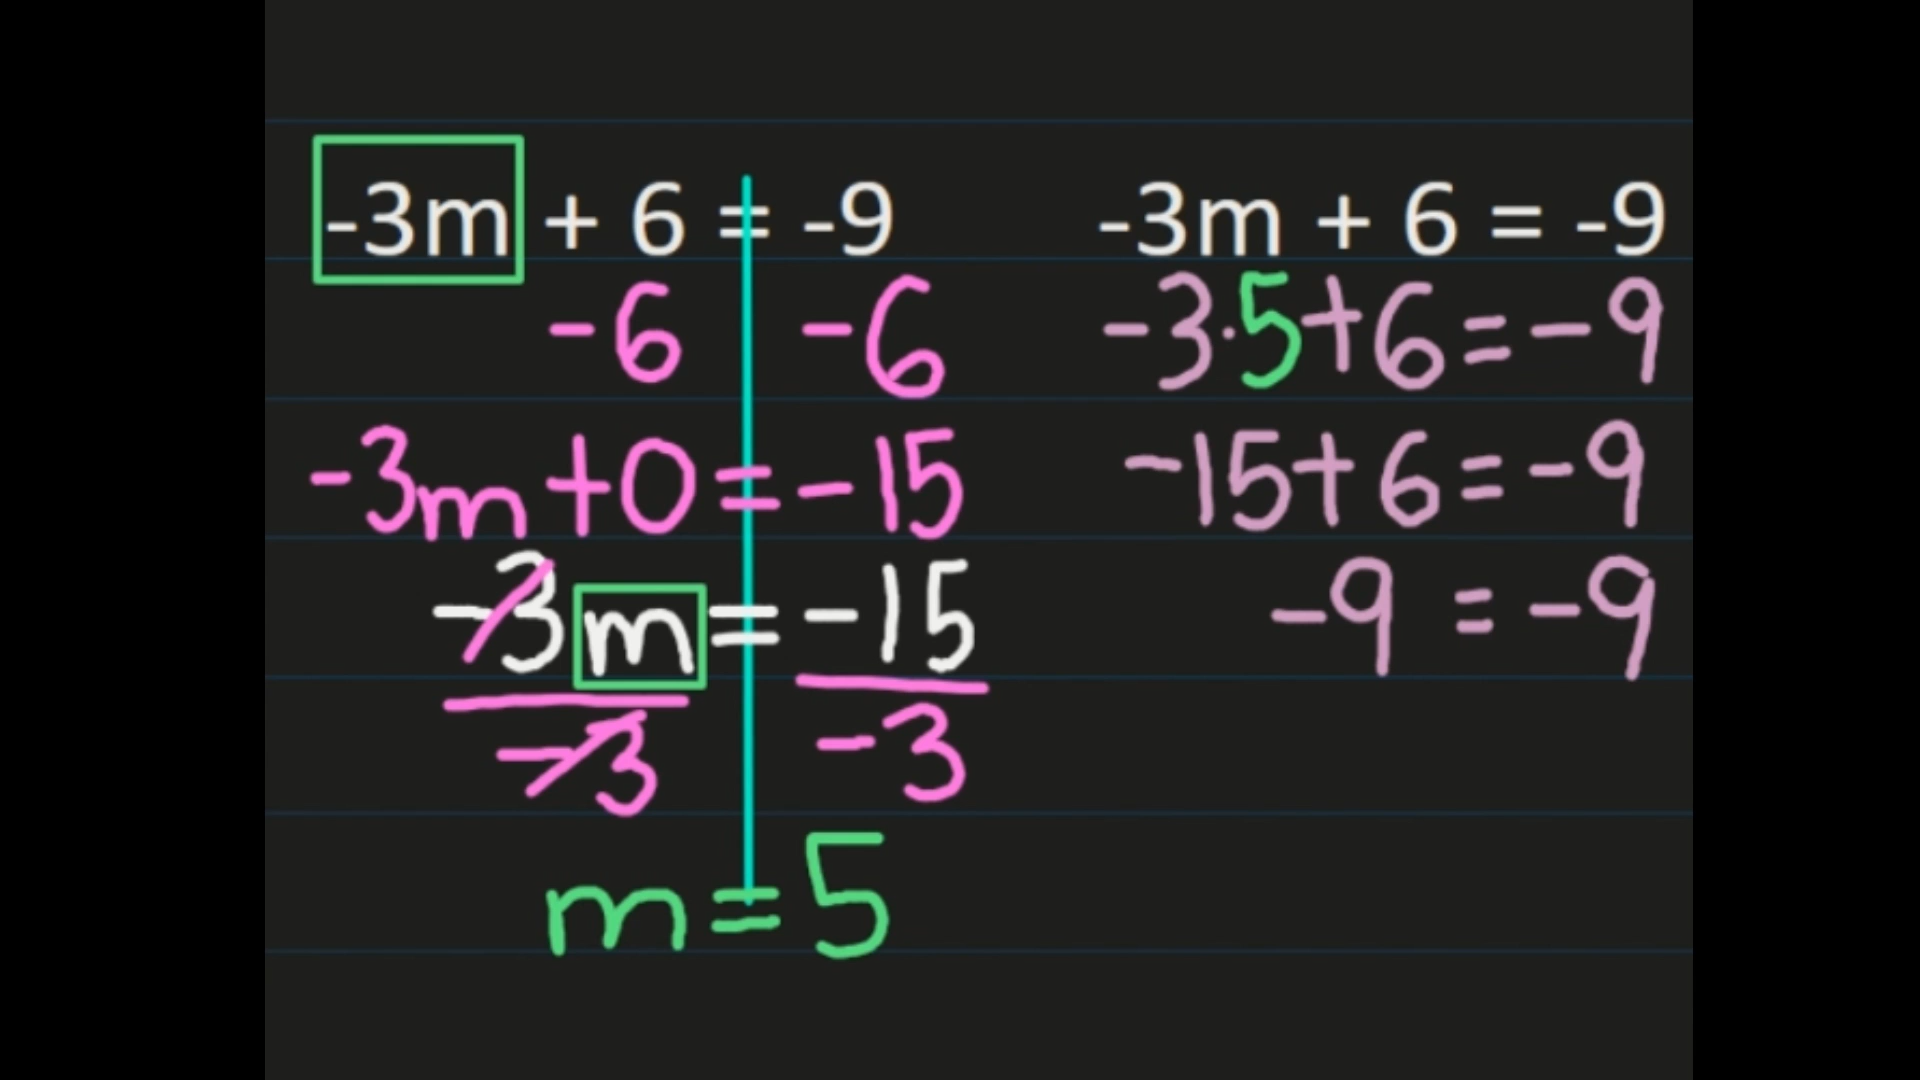 -3m + 6 = -9
-6 -6
-3m+0=-15
-3m=-15
-3 -3
m=5
-3m + 6 = -9
-3·5+6=-9
-15+6=-9
-9=-9